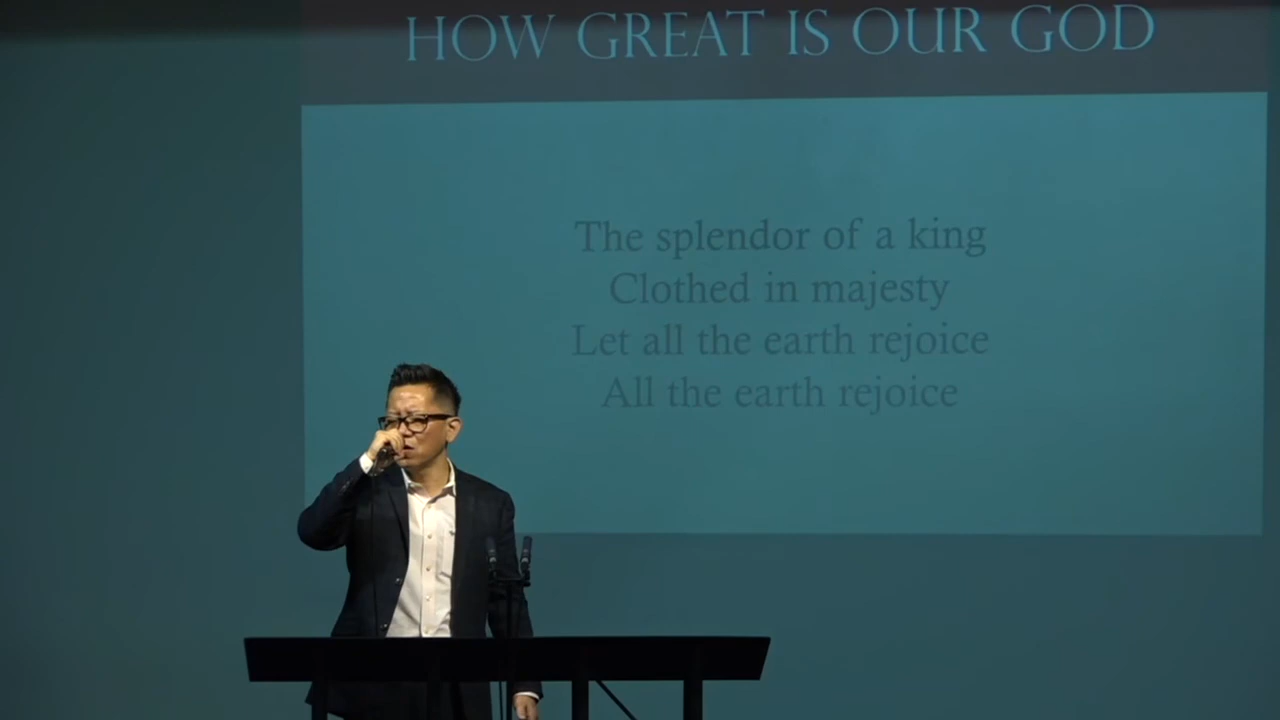 HOW GREAT IS OUR GOD
The splendor of a king
Clothed in majesty
Let all the earth rejoice
All the earth rejoice